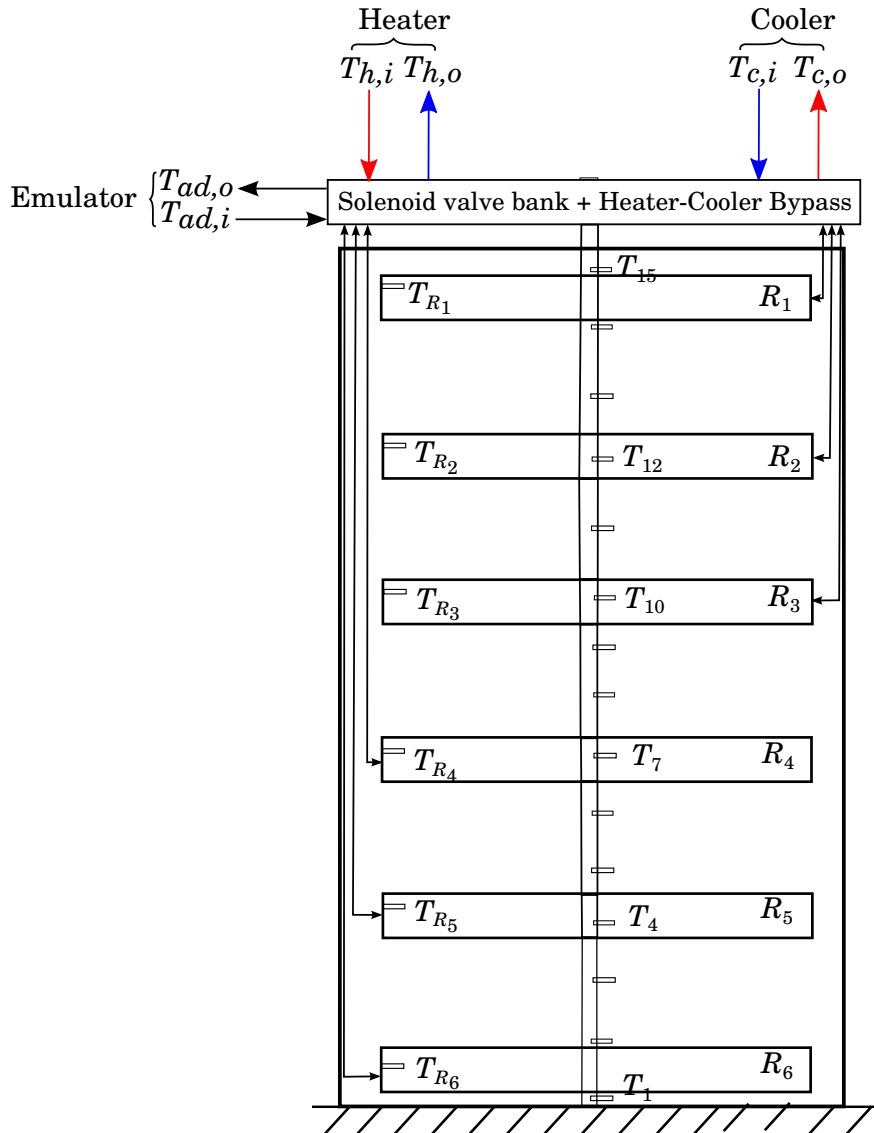 Heater Cooler
T_{h,i} T_{h,o} T_{c,i} T_{c,o}
Emulator { T_{ad,o}
T_{ad,i}
Solenoid valve bank + Heater-Cooler Bypass
T_{15}
T_{R_1} R_1
T_{R_2} T_{12} R_2
T_{R_3} T_{10} R_3
T_{R_4} T_7 R_4
T_{R_5} T_4 R_5
T_{R_6} R_6
T_1